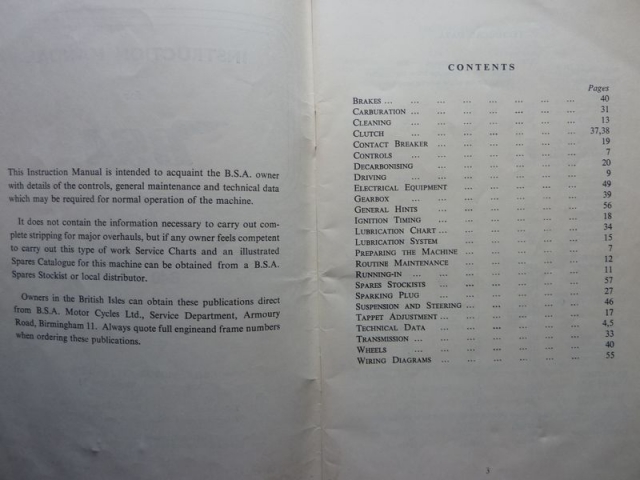 This Instruction Manual is intended to acquaint the B.S.A. owner
with details of the controls, general maintenance and technical data
which may be required for normal operation of the machine.
It does not contain the information necessary to carry out com-
plete stripping for major overhauls, but if any owner feels competent
to carry out this type of work Service Charts and an illustrated
Spares Catalogue for this machine can be obtained from a B.S.A.
Spares Stockist or local distributor.
Owners in the British Isles can obtain these publications direct
from B.S.A. Motor Cycles Ltd., Service Department, Armoury
Road, Birmingham 11. Always quote full engineand frame numbers
when ordering these publications.
CONTENTS
Pages
BRAKES ... ... ... ... ... ... ... ... 40
CARBURATION ... ... ... ... ... ... ... ... 31
CLEANING ... ... ... ... ... ... ... 13
CLUTCH ... ... ... ... ... ... ... 37,38
CONTACT BREAKER ... ... ... ... ... ... 19
CONTROLS ... ... ... ... ... ... ... 7
DECARBONISING ... ... ... ... ... ... 20
DRIVING ... ... ... ... ... ... ... 9
ELECTRICAL EQUIPMENT ... ... ... ... ... 49
GEARBOX ... ... ... ... ... ... ... 39
GENERAL HINTS ... ... ... ... ... ... 56
IGNITION TIMING ... ... ... ... ... ... 18
LUBRICATION CHART ... ... ... ... ... ... 34
LUBRICATION SYSTEM ... ... ... ... ... 15
PREPARING THE MACHINE ... ... ... ... ... 7
ROUTINE MAINTENANCE ... ... ... ... ... 12
RUNNING-IN ... ... ... ... ... ... ... 11
SPARES STOCKISTS ... ... ... ... ... ... 57
SPARKING PLUG ... ... ... ... ... ... 27
SUSPENSION AND STEERING ... ... ... ... ... 46
TAPPET ADJUSTMENT ... ... ... ... ... ... 17
TECHNICAL DATA ... ... ... ... ... ... 4,5
TRANSMISSION ... ... ... ... ... ... ... 33
WHEELS ... ... ... ... ... ... ... 40
WIRING DIAGRAMS ... ... ... ... ... ... 55
3